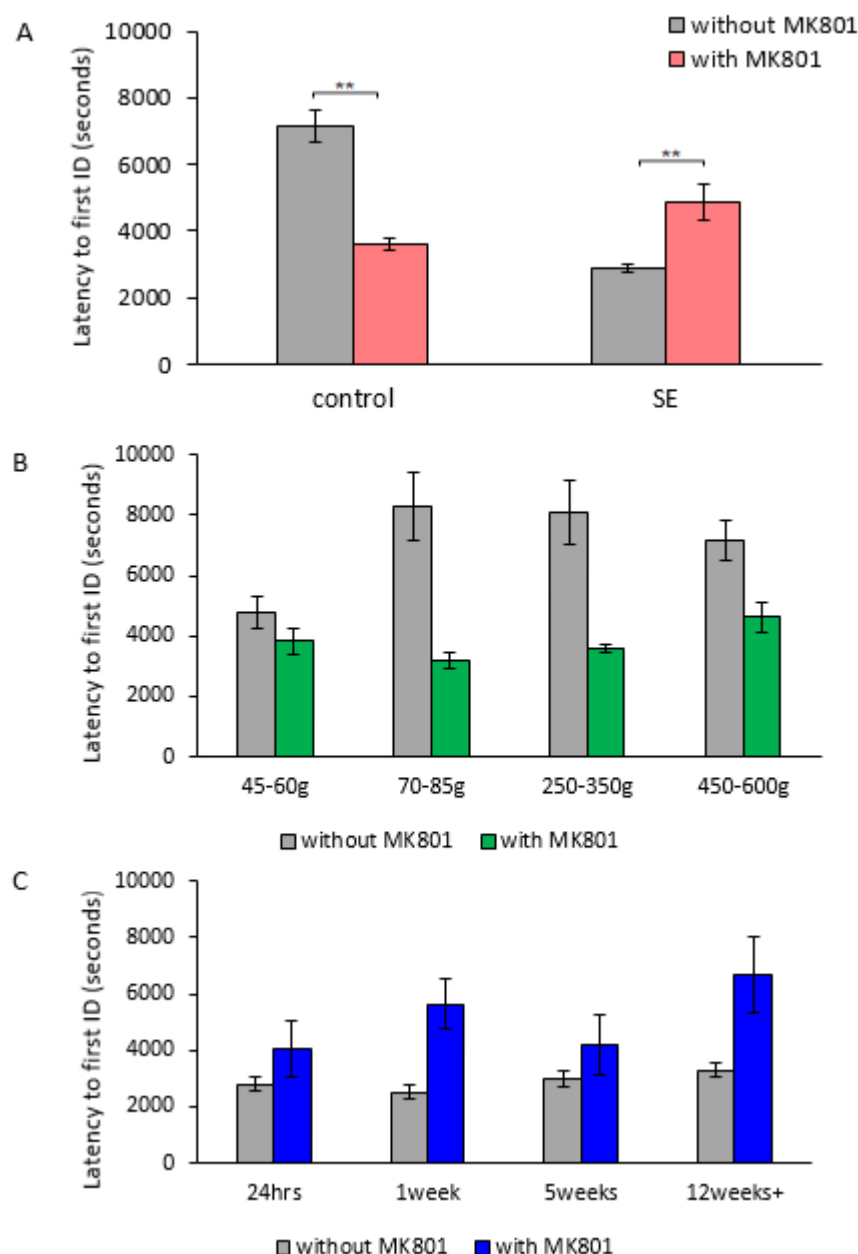 A
Latency to first ID (seconds)
10000
8000
6000
4000
2000
0
without MK801
with MK801
**
**
control SE
B
Latency to first ID (seconds)
10000
8000
6000
4000
2000
0
45-60g 70-85g 250-350g 450-600g
without MK801 with MK801
C
Latency to first ID (seconds)
10000
8000
6000
4000
2000
0
24hrs 1week 5weeks 12weeks+
without MK801 with MK801